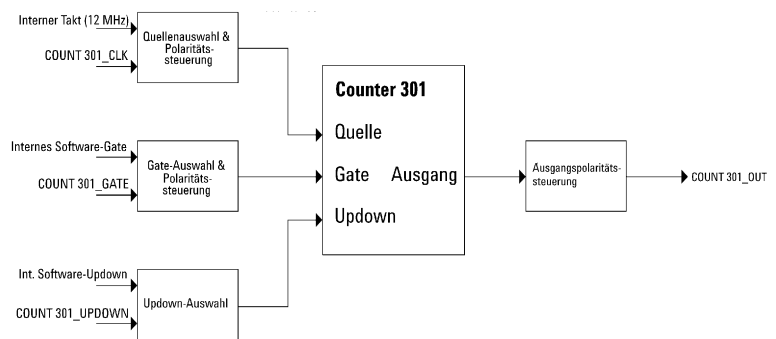 Interner Takt (12 MHz)
COUNT 301_CLK
Quellenauswahl &
Polaritäts-
steuerung
Internes Software-Gate
COUNT 301_GATE
Gate-Auswahl &
Polaritäts-
steuerung
Int. Software-Updown
COUNT 301_UPDOWN
Updown-Auswahl
Counter 301
Quelle
Gate Ausgang
Updown
Ausgangspolaritäts-
steuerung
COUNT 301_OUT